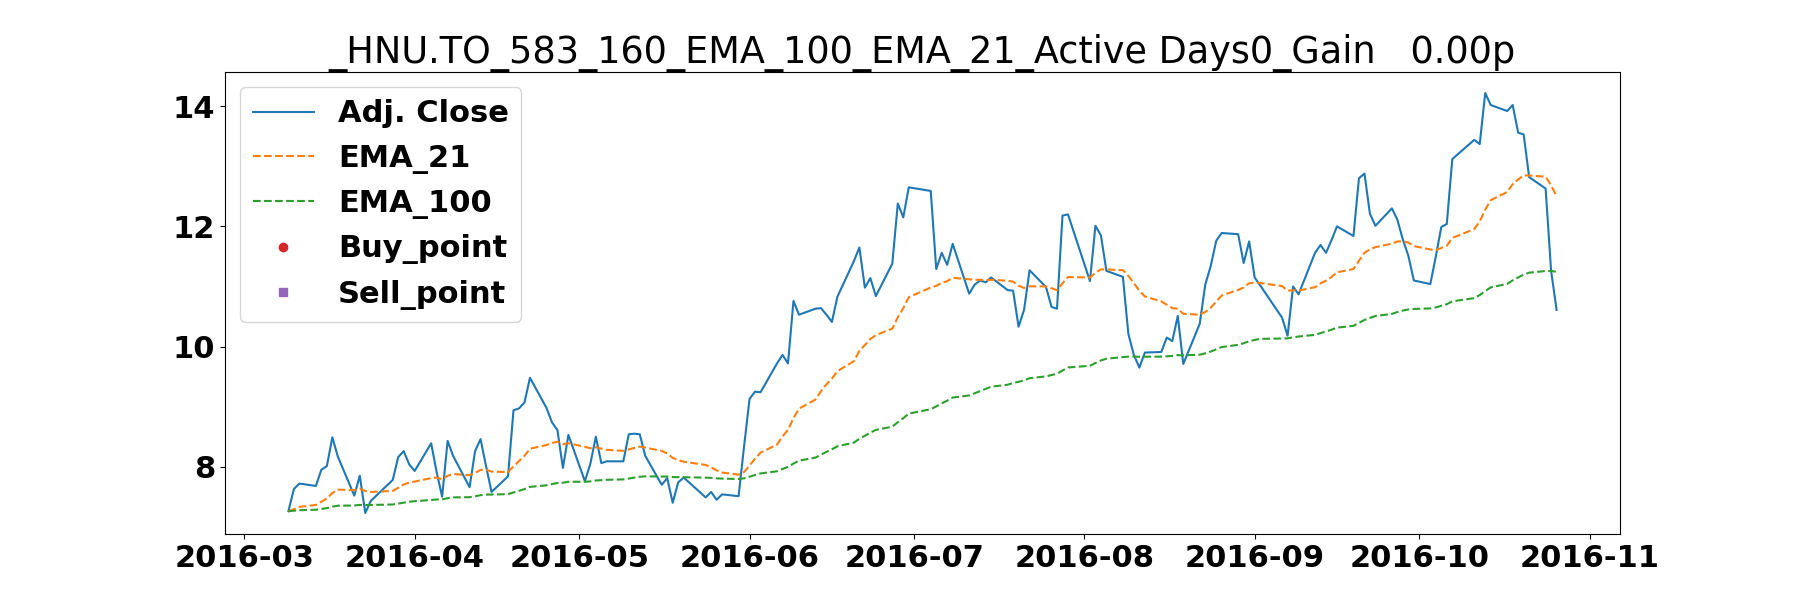 _HNU.TO_583_160_EMA_100_EMA_21_Active Days0_Gain   0.00p
Adj. Close
EMA_21
EMA_100
Buy_point
Sell_point
14
12
10
8
2016-03 2016-04 2016-05 2016-06 2016-07 2016-08 2016-09 2016-10 2016-11